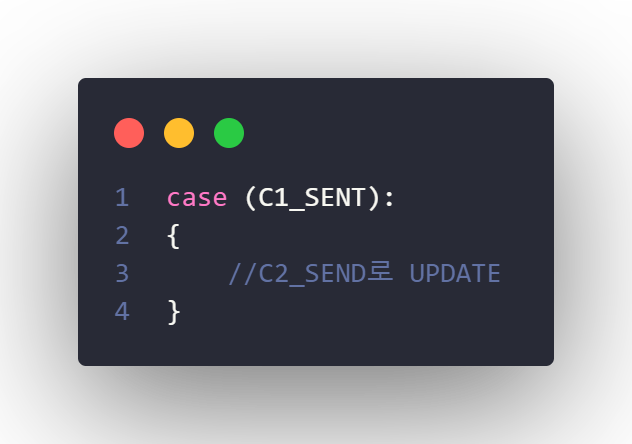 1 case (C1_SENT):
2 {
3 //C2_SEND로 UPDATE
4 }